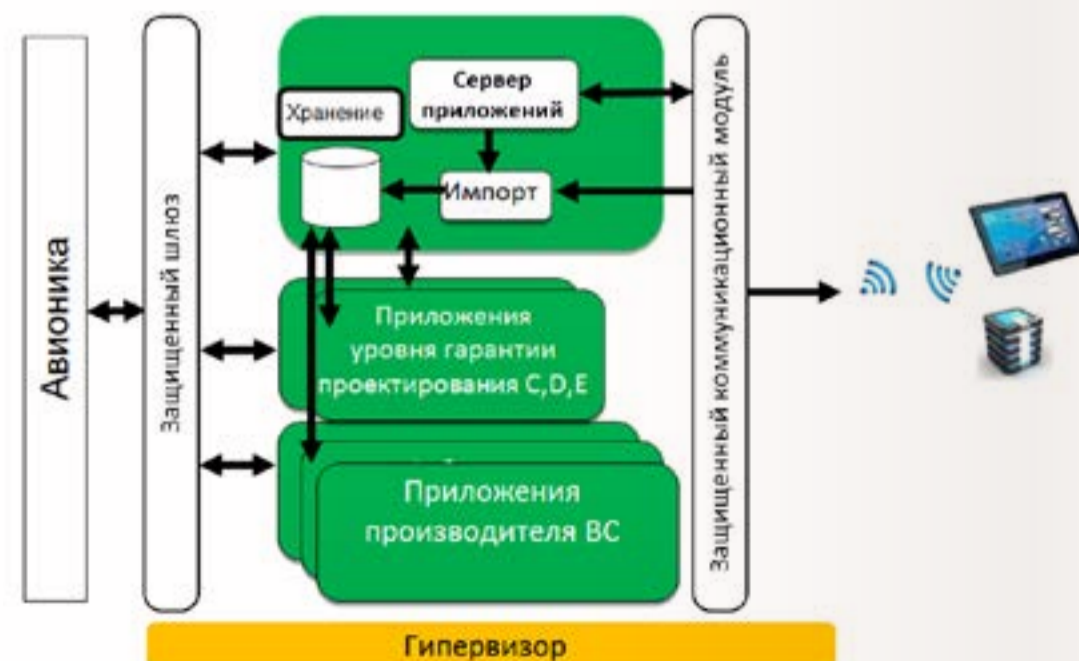 Авионика
Защищенный шлюз
Хранение
Сервер
приложений
Импорт
Приложения
уровня гарантии
проектирования C,D,E
Приложения
производителя ВС
Защищенный коммуникационный модуль
Гипервизор